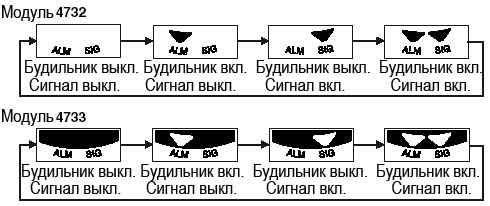 Модуль 4732
ALM SIG ALM SIG ALM SIG ALM SIG
Будильник выкл. Будильник вкл. Будильник выкл. Будильник вкл.
Сигнал выкл. Сигнал выкл. Сигнал вкл. Сигнал вкл.
Модуль 4733
ALM SIG ALM SIG ALM SIG ALM SIG
Будильник выкл. Будильник вкл. Будильник выкл. Будильник вкл.
Сигнал выкл. Сигнал выкл. Сигнал вкл. Сигнал вкл.